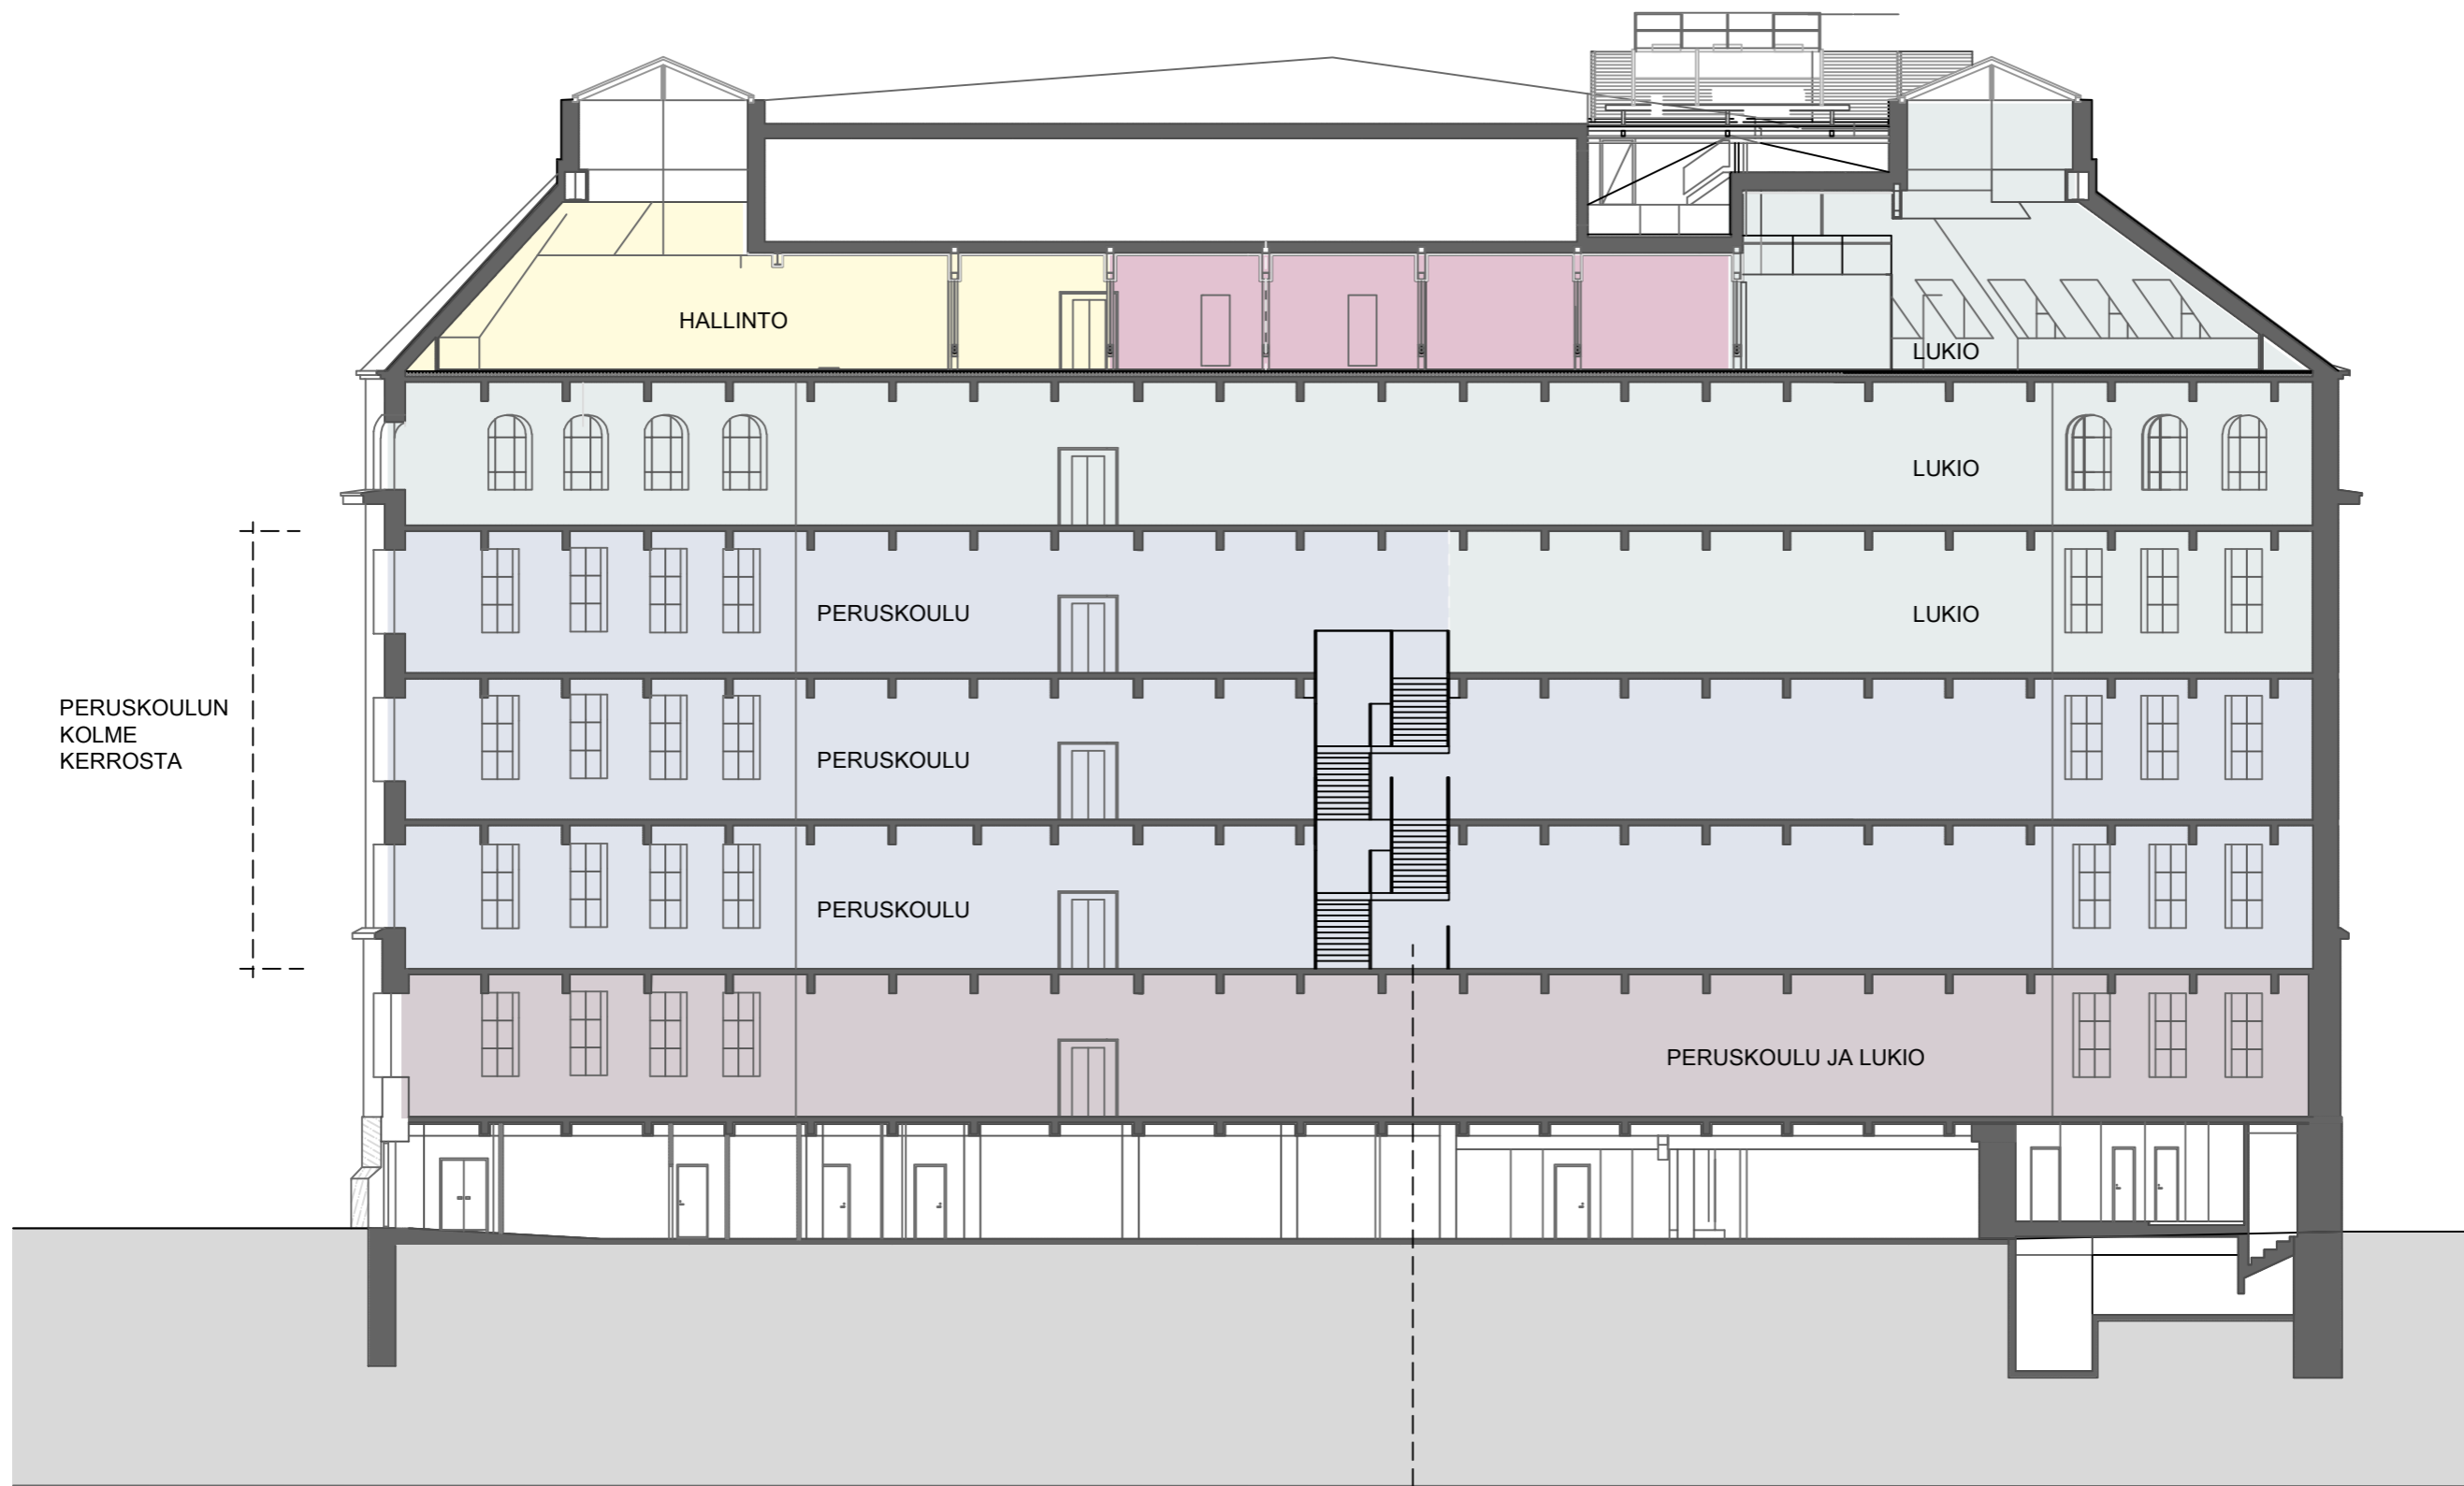 HALLINTO
LUKIO
LUKIO
PERUSKOULU
LUKIO
PERUSKOULUN
KOLME
KERROSTA
PERUSKOULU
PERUSKOULU
PERUSKOULU JA LUKIO